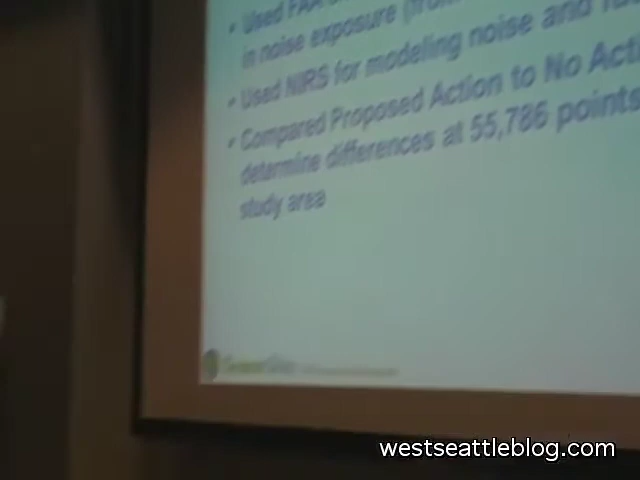 • Used FAA
in noise exposure
• Used NIRS for modeling noise and
• Compared Proposed Action to No Acti
determine differences at 55,786 points
study area
westseattleblog.com